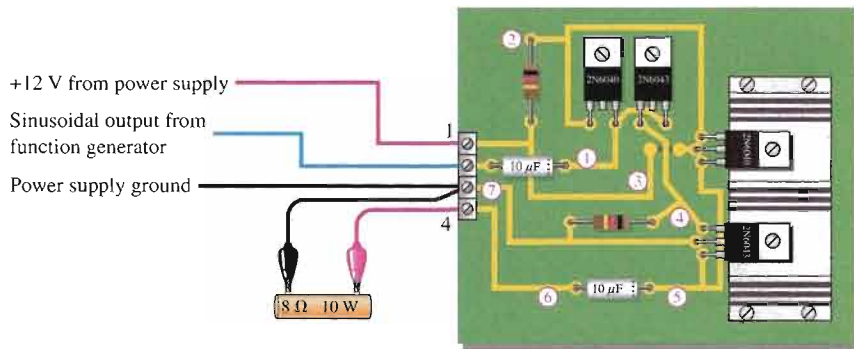 +12 V from power supply
Sinusoidal output from
function generator
Power supply ground
1
4
8 Ω 10 W
2
2N6040
2N6043
10 µF
1
3
7
4
2N6043
6
10 µF
5